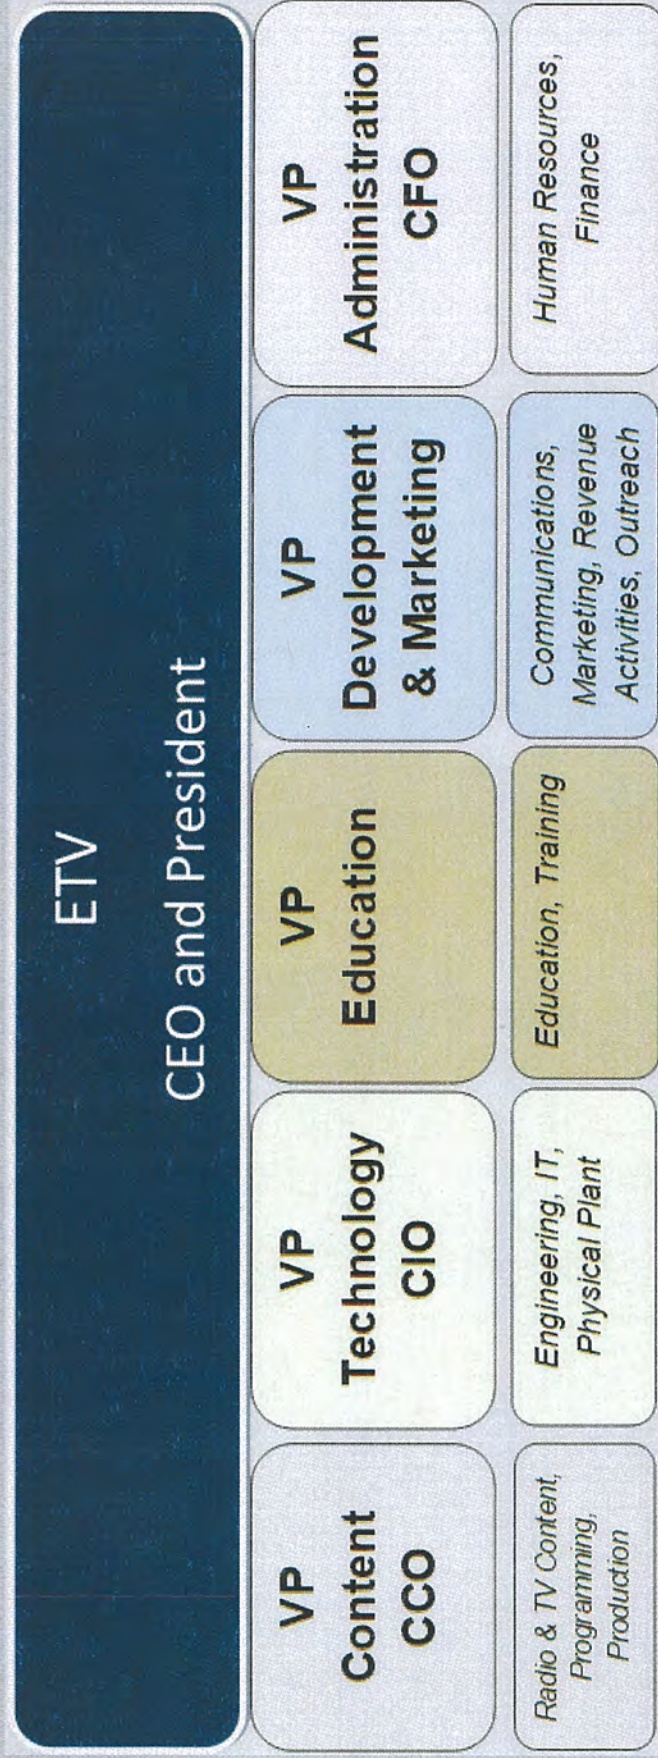 ETV
CEO and President
VP
Content
CCO
VP
Technology
CIO
VP
Education
VP
Development
& Marketing
VP
Administration
CFO
Radio & TV Content,
Programming,
Production
Engineering, IT,
Physical Plant
Education, Training
Communications,
Marketing, Revenue
Activities, Outreach
Human Resources,
Finance